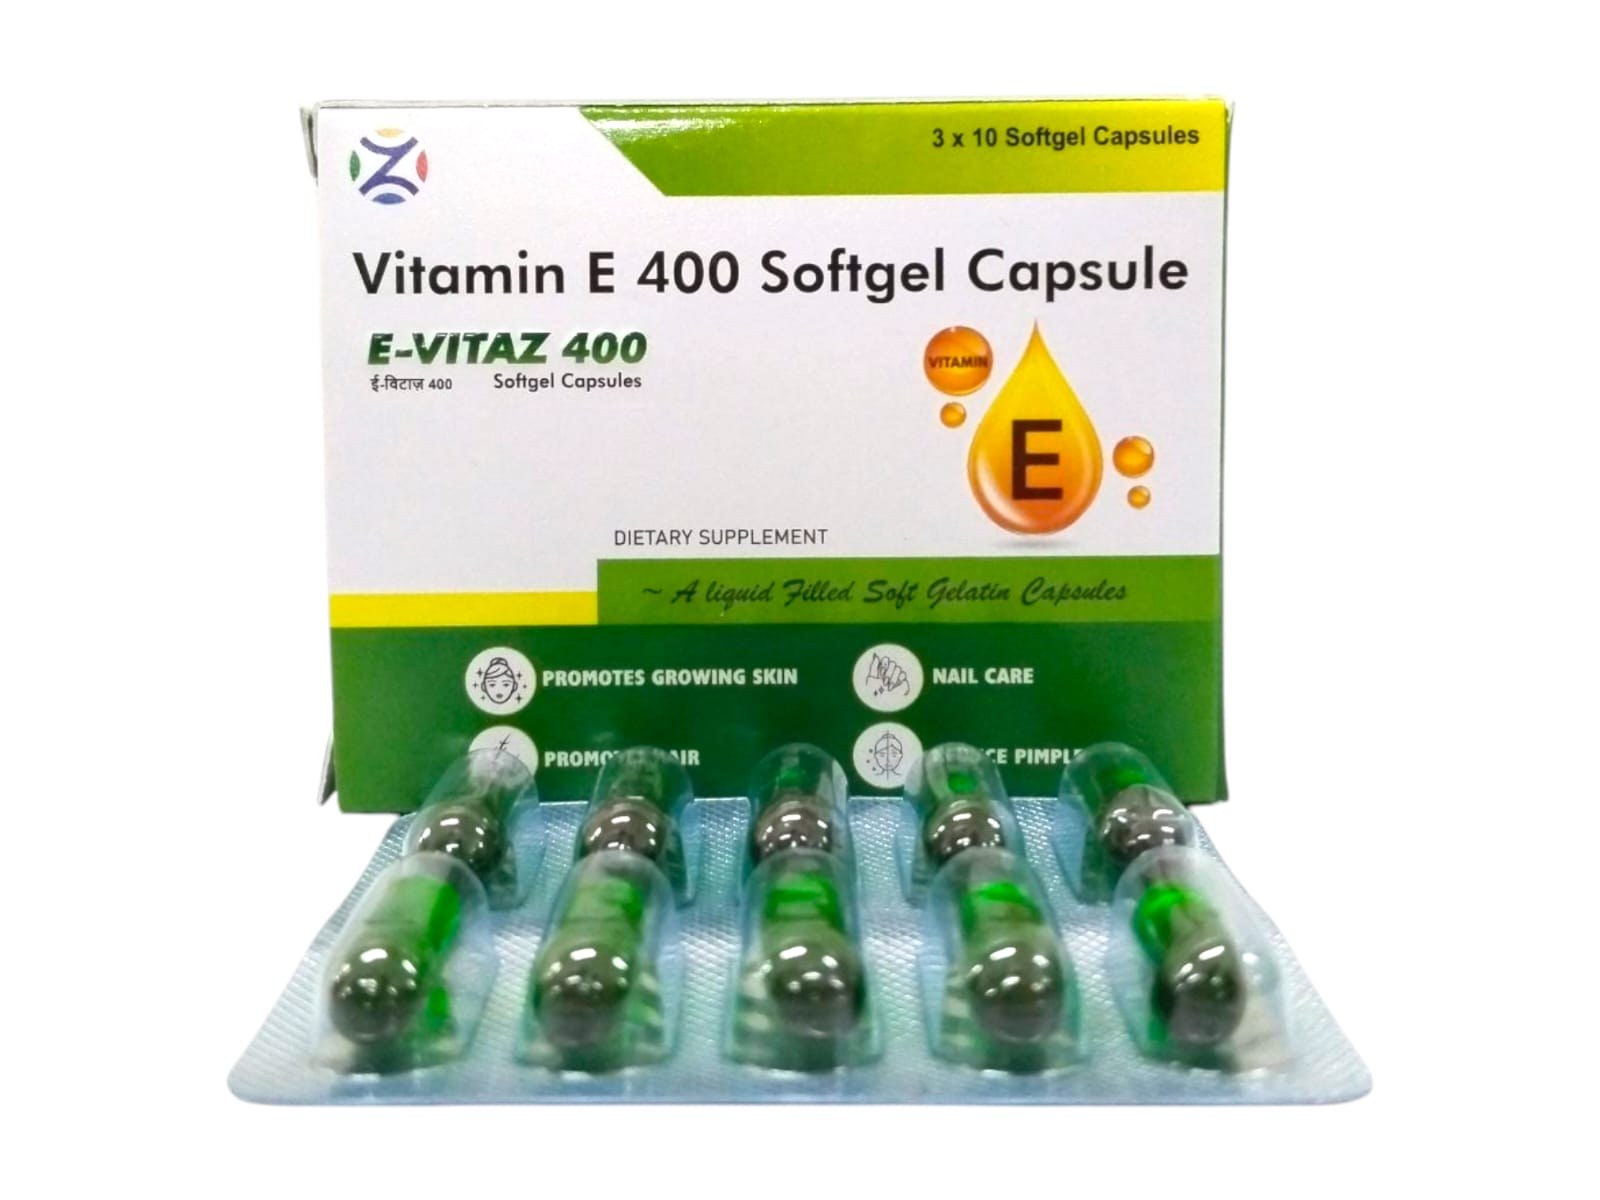 3 x 10 Softgel Capsules
Vitamin E 400 Softgel Capsule
E-VITAZ 400
ई-विटाज़ 400 Softgel Capsules
VITAMIN
E
DIETARY SUPPLEMENT
~ A liquid Filled Soft Gelatin Capsules
PROMOTES GROWING SKIN
NAIL CARE